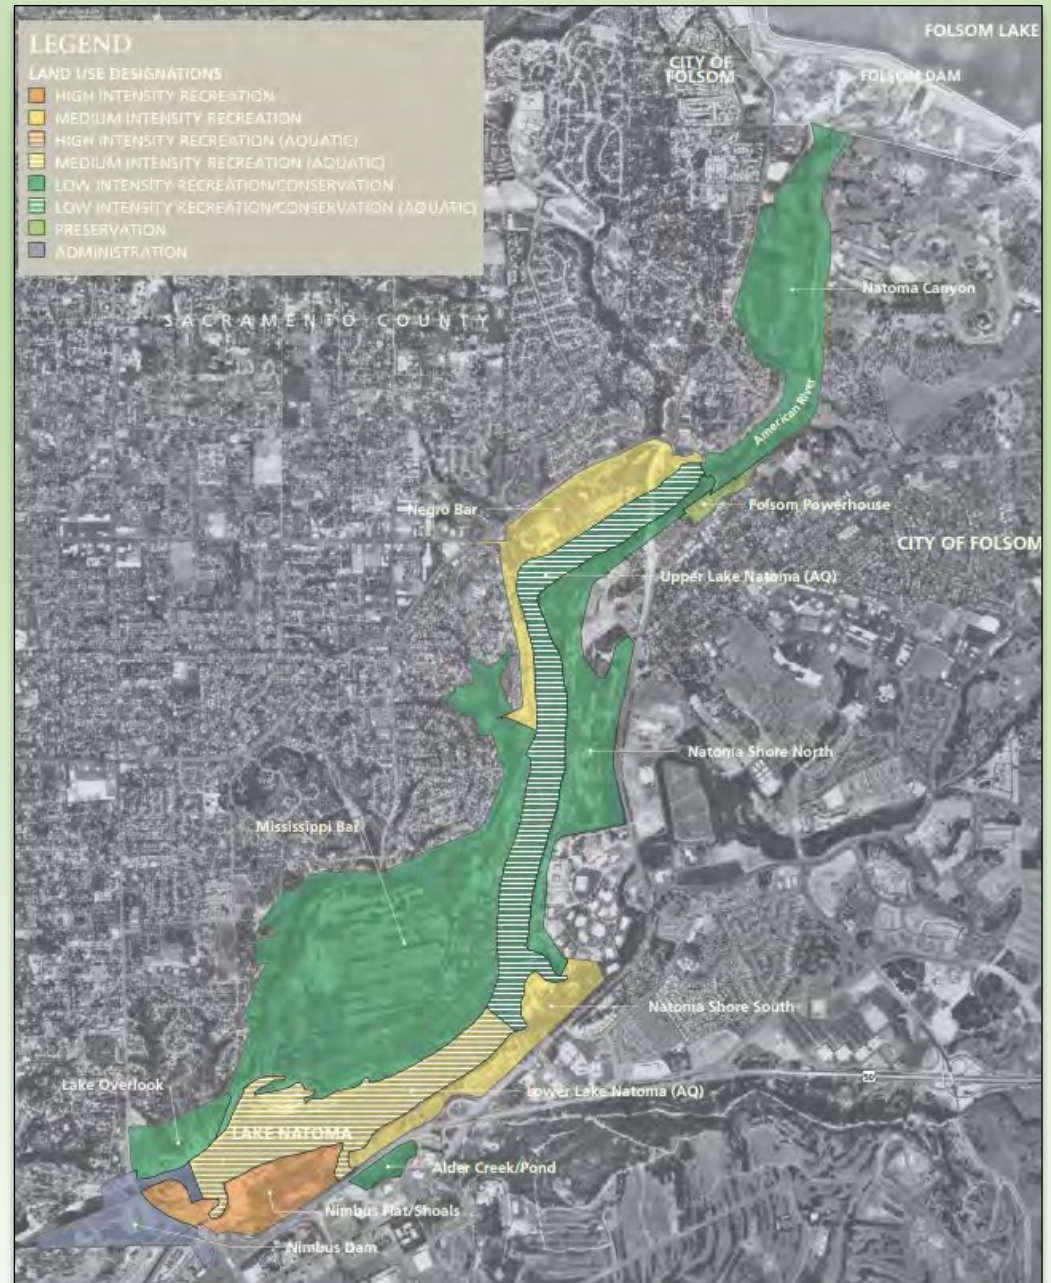 LEGEND
LAND USE DESIGNATIONS
HIGH INTENSITY RECREATION
MEDIUM INTENSITY RECREATION
HIGH INTENSITY RECREATION (AQUATIC)
MEDIUM INTENSITY RECREATION (AQUATIC)
LOW INTENSITY RECREATION/CONSERVATION
LOW INTENSITY RECREATION/CONSERVATION (AQUATIC)
PRESERVATION
ADMINISTRATION
FOLSOM LAKE
CITY OF
FOLSOM
FOLSOM DAM
Natoma Canyon
SACRAMENTO COUNTY
American River
Negro Bar
Folsom Powerhouse
CITY OF FOLSOM
Upper Lake Natoma (AQ)
Natoma Shore North
Mississippi Bar
Natoma Shore South
Lake Overlook
Lower Lake Natoma (AQ)
50
LAKE NATOMA
Alder Creek/Pond
Nimbus Flat/Shoals
Nimbus Dam